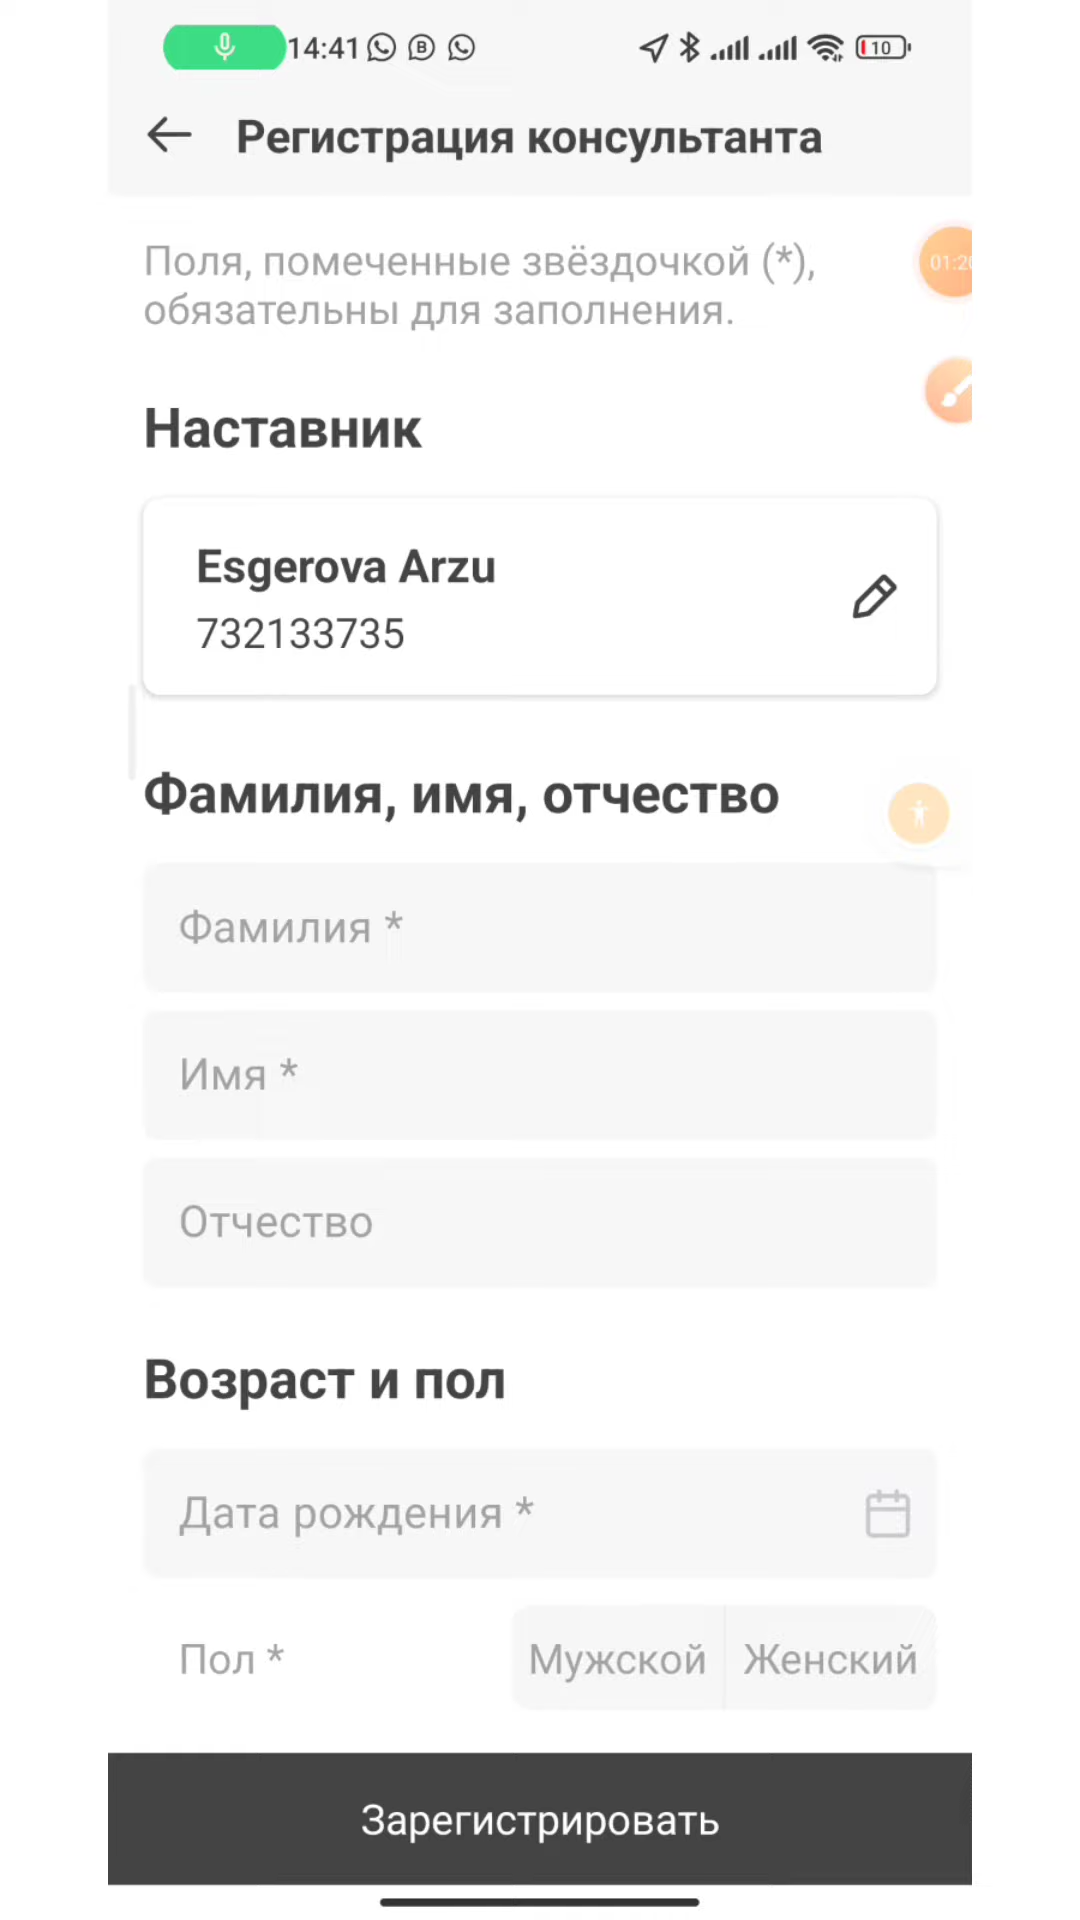 14:41
10
Регистрация консультанта
Поля, помеченные звёздочкой (*),
обязательны для заполнения.
Наставник
Esgerova Arzu
732133735
Фамилия, имя, отчество
Фамилия *
Имя *
Отчество
Возраст и пол
Дата рождения *
Пол * Мужской Женский
Зарегистрировать